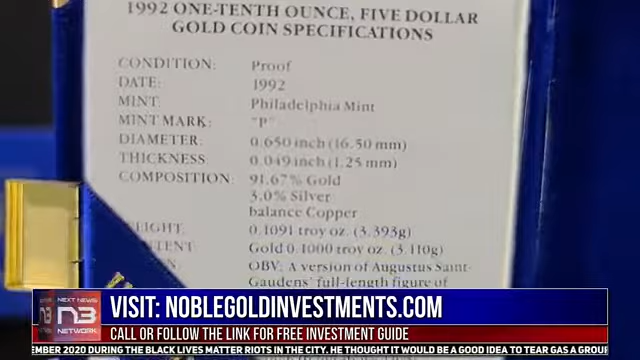 1992 ONE-TENTH OUNCE, FIVE DOLLAR
GOLD COIN SPECIFICATIONS
CONDITION: Proof
DATE: 1992
MINT: Philadelphia Mint
MINT MARK: "P"
DIAMETER: 0.650 inch (16.50 mm)
THICKNESS 0.049 inch (1.25 mm)
COMPOSITION: 91.67% Gold
3.0% Silver
balance Copper
EIGHT: 0.1091 troy oz. (3.393g)
TENT Gold 0.1000 troy oz. (3.110g)
ON: OBV: A version of Augustus Saint-
Gaudens' full-length figure of
NEXT NEWS
N3
NETWORK
VISIT: NOBLEGOLDINVESTMENTS.COM
CALL OR FOLLOW THE LINK FOR FREE INVESTMENT GUIDE
EMBER 2020 DURING THE BLACK LIVES MATTER RIOTS IN THE CITY. HE THOUGHT IT WOULD BE A GOOD IDEA TO TEAR GAS A GROUP